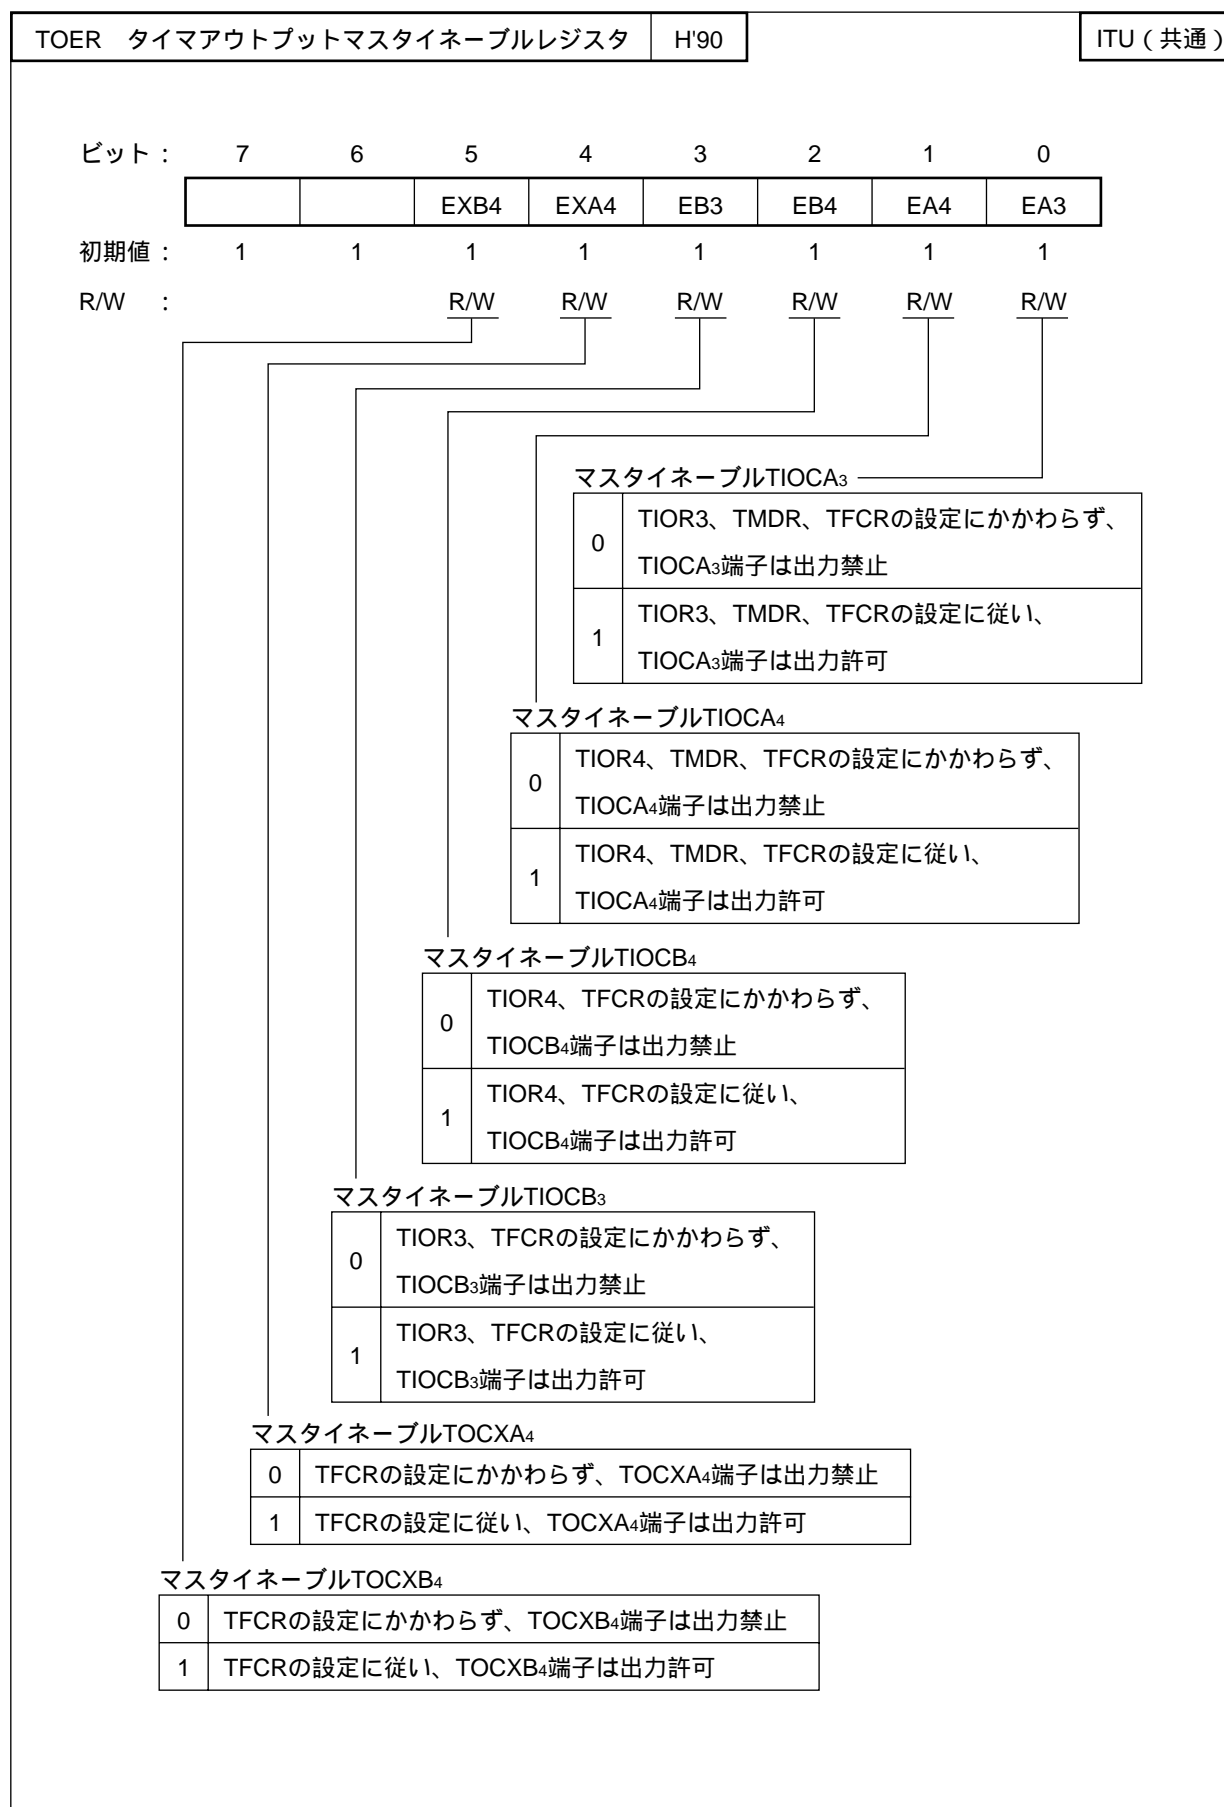 TOER タイマアウトプットマスタイネーブルレジスタ H'90 ITU(共通)
ビット: 7 6 5 4 3 2 1 0
EXB4 EXA4 EB3 EB4 EA4 EA3
初期値: 1 1 1 1 1 1 1 1
R/W : R/W R/W R/W R/W R/W R/W
マスタイネーブルTIOCA3
0 TIOR3、TMDR、TFCRの設定にかかわらず、
TIOCA3端子は出力禁止
1 TIOR3、TMDR、TFCRの設定に従い、
TIOCA3端子は出力許可
マスタイネーブルTIOCA4
0 TIOR4、TMDR、TFCRの設定にかかわらず、
TIOCA4端子は出力禁止
1 TIOR4、TMDR、TFCRの設定に従い、
TIOCA4端子は出力許可
マスタイネーブルTIOCB4
0 TIOR4、TFCRの設定にかかわらず、
TIOCB4端子は出力禁止
1 TIOR4、TFCRの設定に従い、
TIOCB4端子は出力許可
マスタイネーブルTIOCB3
0 TIOR3、TFCRの設定にかかわらず、
TIOCB3端子は出力禁止
1 TIOR3、TFCRの設定に従い、
TIOCB3端子は出力許可
マスタイネーブルTOCXA4
0 TFCRの設定にかかわらず、TOCXA4端子は出力禁止
1 TFCRの設定に従い、TOCXA4端子は出力許可
マスタイネーブルTOCXB4
0 TFCRの設定にかかわらず、TOCXB4端子は出力禁止
1 TFCRの設定に従い、TOCXB4端子は出力許可